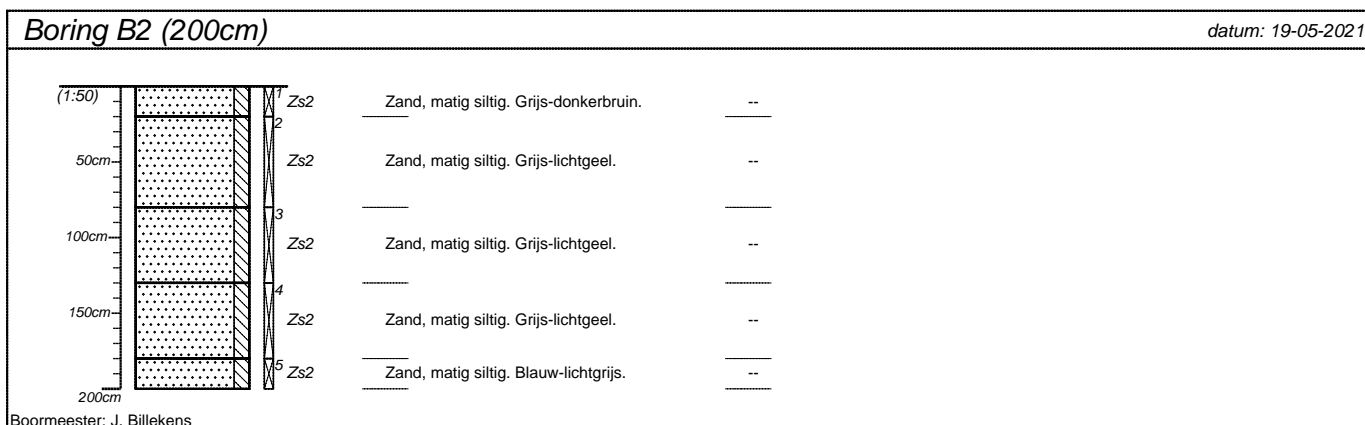 Boring B2 (200cm) datum: 19-05-2021
(1:50)
1 Zs2 Zand, matig siltig. Grijs-donkerbruin. --
2
50cm Zs2 Zand, matig siltig. Grijs-lichtgeel. --
3
100cm Zs2 Zand, matig siltig. Grijs-lichtgeel. --
4
150cm Zs2 Zand, matig siltig. Grijs-lichtgeel. --
5 Zs2 Zand, matig siltig. Blauw-lichtgrijs. --
200cm
Boormeester: J. Billekens